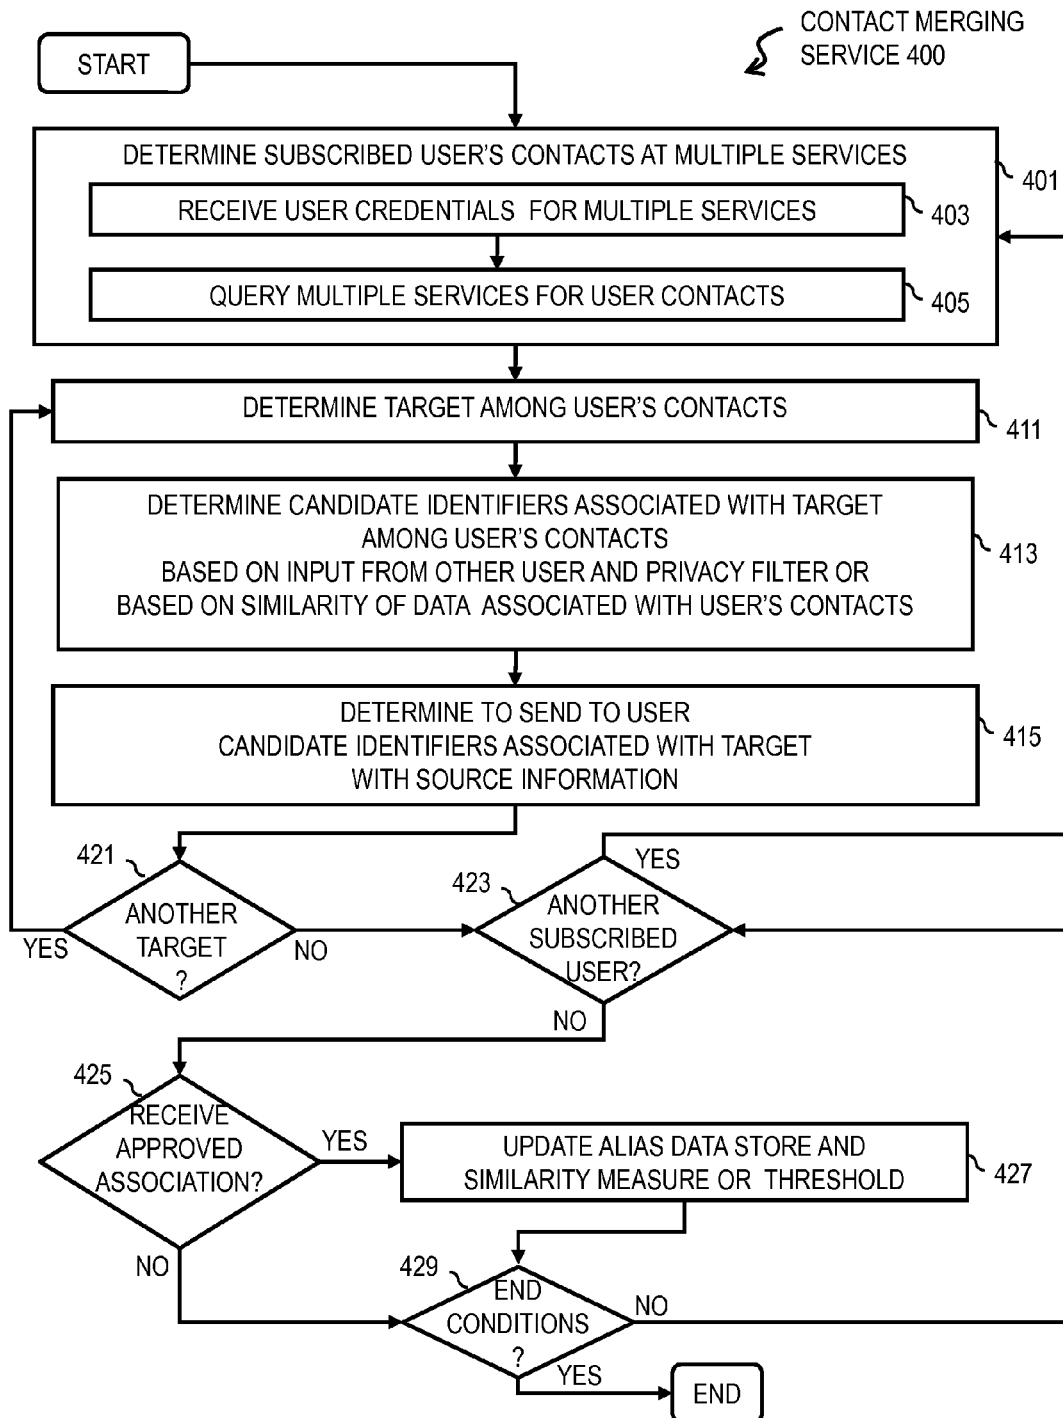 CONTACT MERGING
SERVICE 400
START
DETERMINE SUBSCRIBED USER'S CONTACTS AT MULTIPLE SERVICES
401
RECEIVE USER CREDENTIALS FOR MULTIPLE SERVICES
403
QUERY MULTIPLE SERVICES FOR USER CONTACTS
405
DETERMINE TARGET AMONG USER'S CONTACTS
411
DETERMINE CANDIDATE IDENTIFIERS ASSOCIATED WITH TARGET
AMONG USER'S CONTACTS
BASED ON INPUT FROM OTHER USER AND PRIVACY FILTER OR
BASED ON SIMILARITY OF DATA ASSOCIATED WITH USER'S CONTACTS
413
DETERMINE TO SEND TO USER
CANDIDATE IDENTIFIERS ASSOCIATED WITH TARGET
WITH SOURCE INFORMATION
415
421
ANOTHER
TARGET
?
YES
NO
423
ANOTHER
SUBSCRIBED
USER?
YES
NO
425
RECEIVE
APPROVED
ASSOCIATION?
YES
NO
UPDATE ALIAS DATA STORE AND
SIMILARITY MEASURE OR THRESHOLD
427
429
END
CONDITIONS
?
NO
YES
END